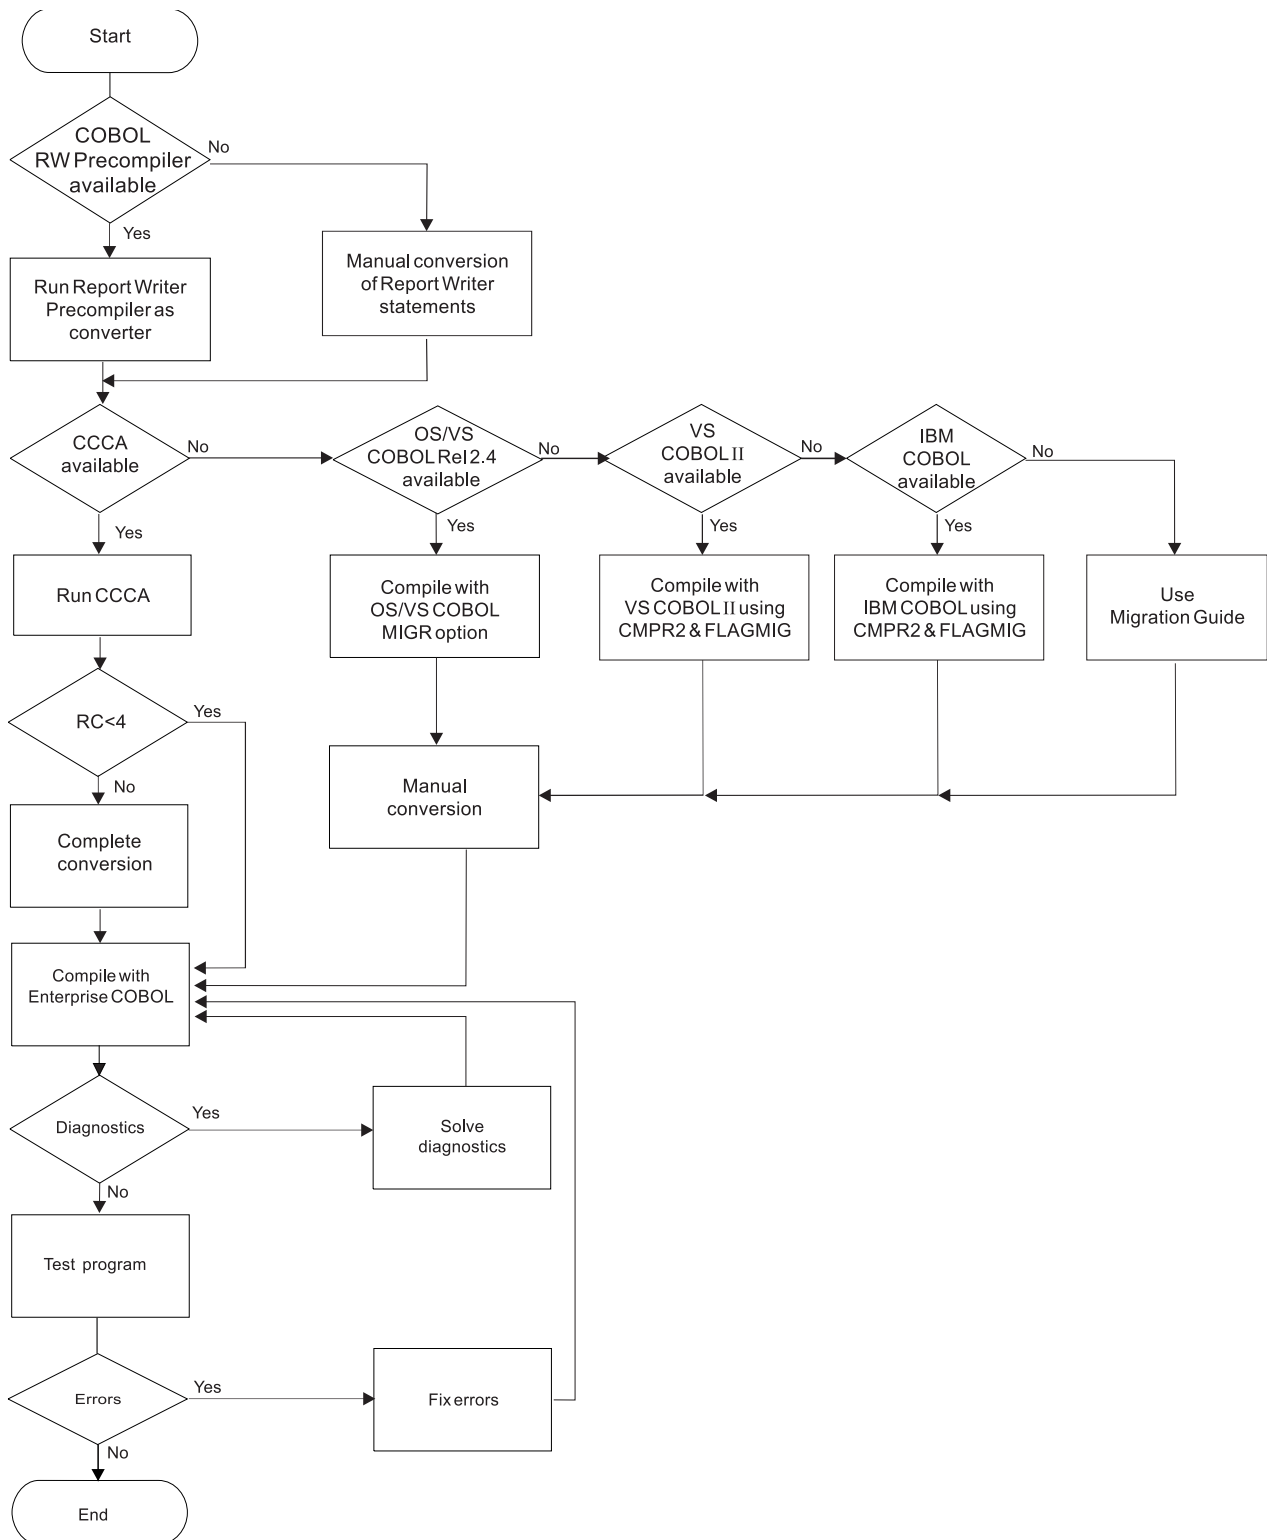 Start
COBOL
RW Precompiler
available
No
Yes
Run Report Writer
Precompiler as
converter
Manual conversion
of Report Writer
statements
CCCA
available
No
OS/VS
COBOL Rel 2.4
available
No
VS
COBOL II
available
No
IBM
COBOL
available
No
Yes
Yes
Yes
Yes
Run CCCA
Compile with
OS/VS COBOL
MIGR option
Compile with
VS COBOL II using
CMPR2 & FLAGMIG
Compile with
IBM COBOL using
CMPR2 & FLAGMIG
Use
Migration Guide
RC<4
Yes
No
Manual
conversion
Complete
conversion
Compile with
Enterprise COBOL
Diagnostics
Yes
Solve
diagnostics
No
Test program
Errors
Yes
Fix errors
No
End